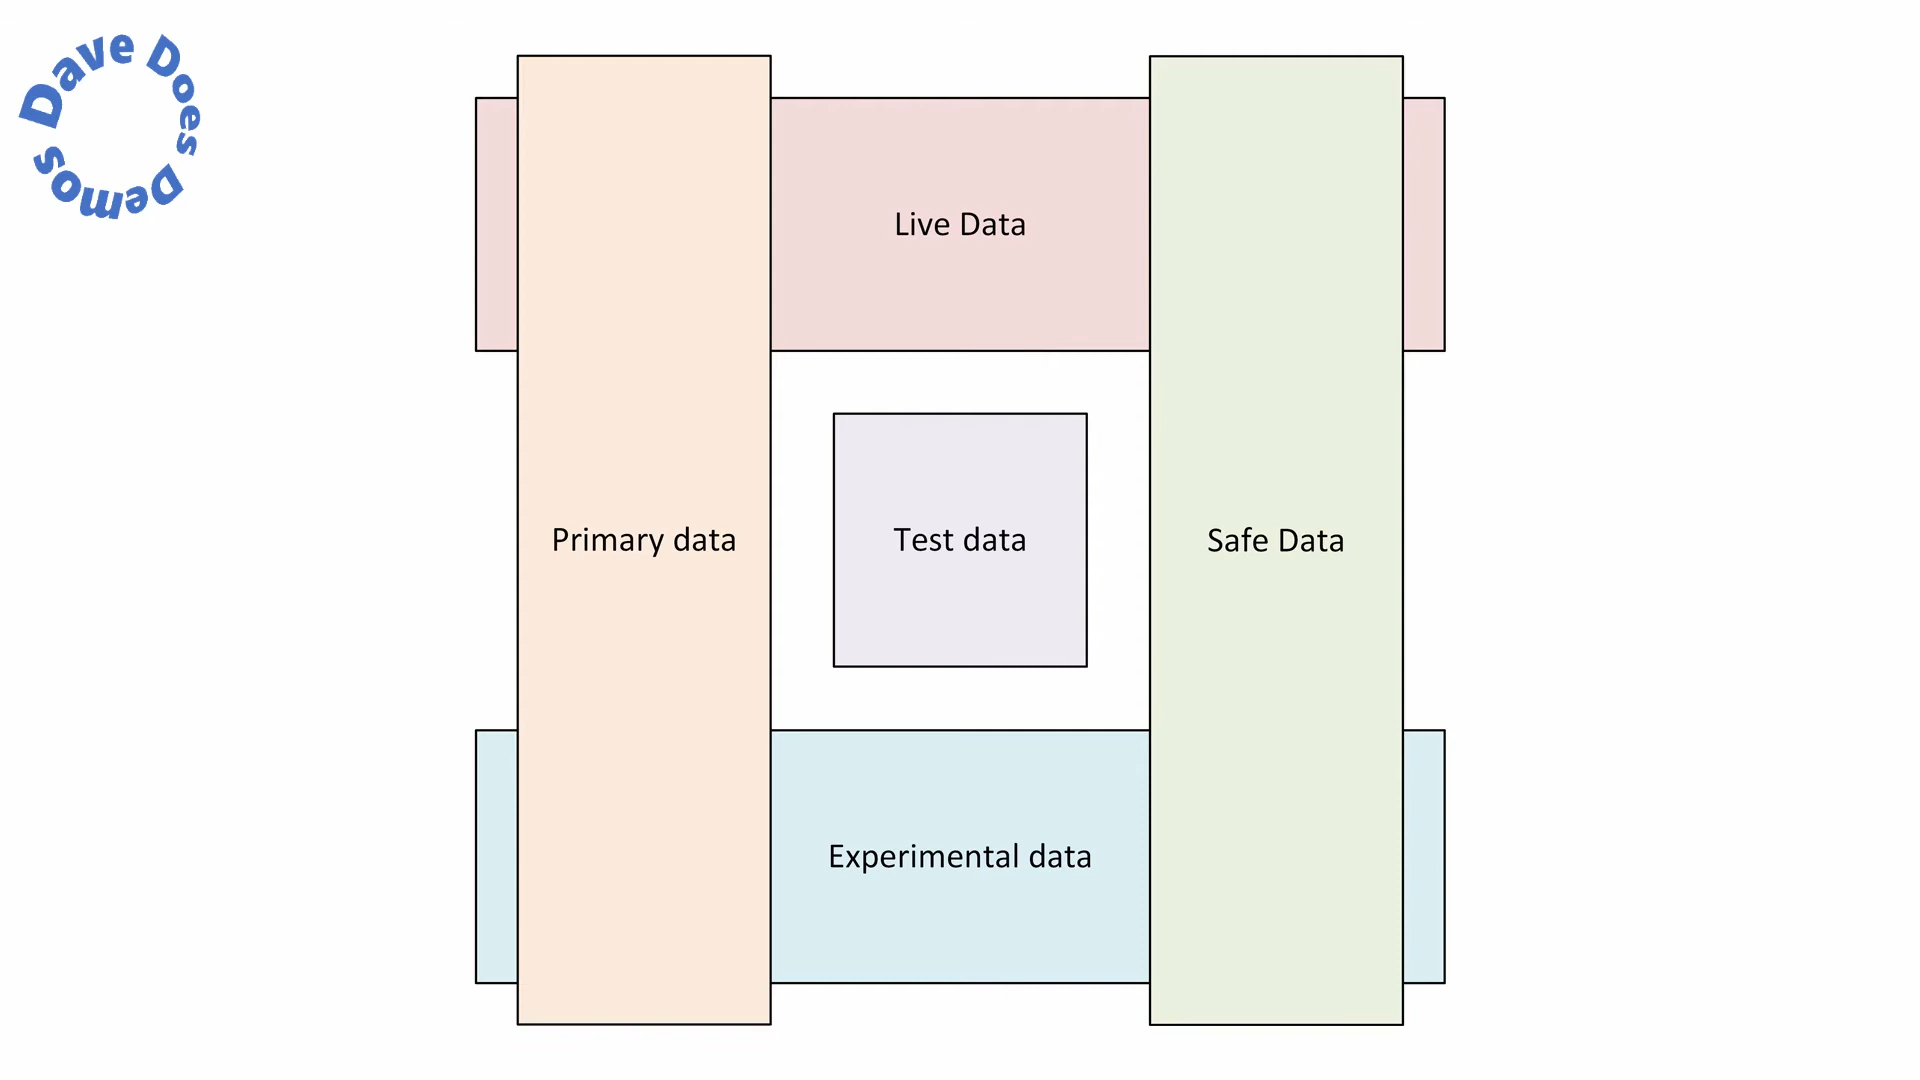 Dave Does Demos
Live Data
Primary data
Test data
Safe Data
Experimental data